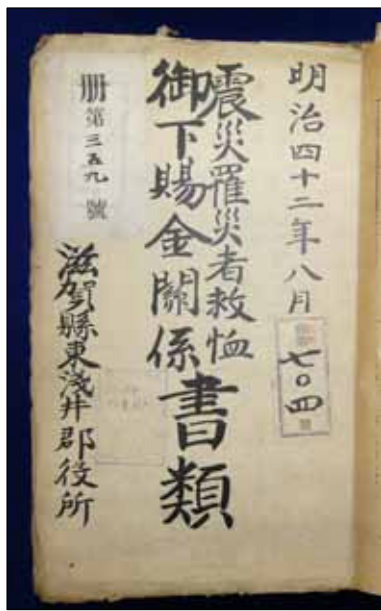 明治四十二年八月
七〇四
震災罹災者救恤
御下賜金關係書類
滋賀縣東淺井郡役所
册第三五九號